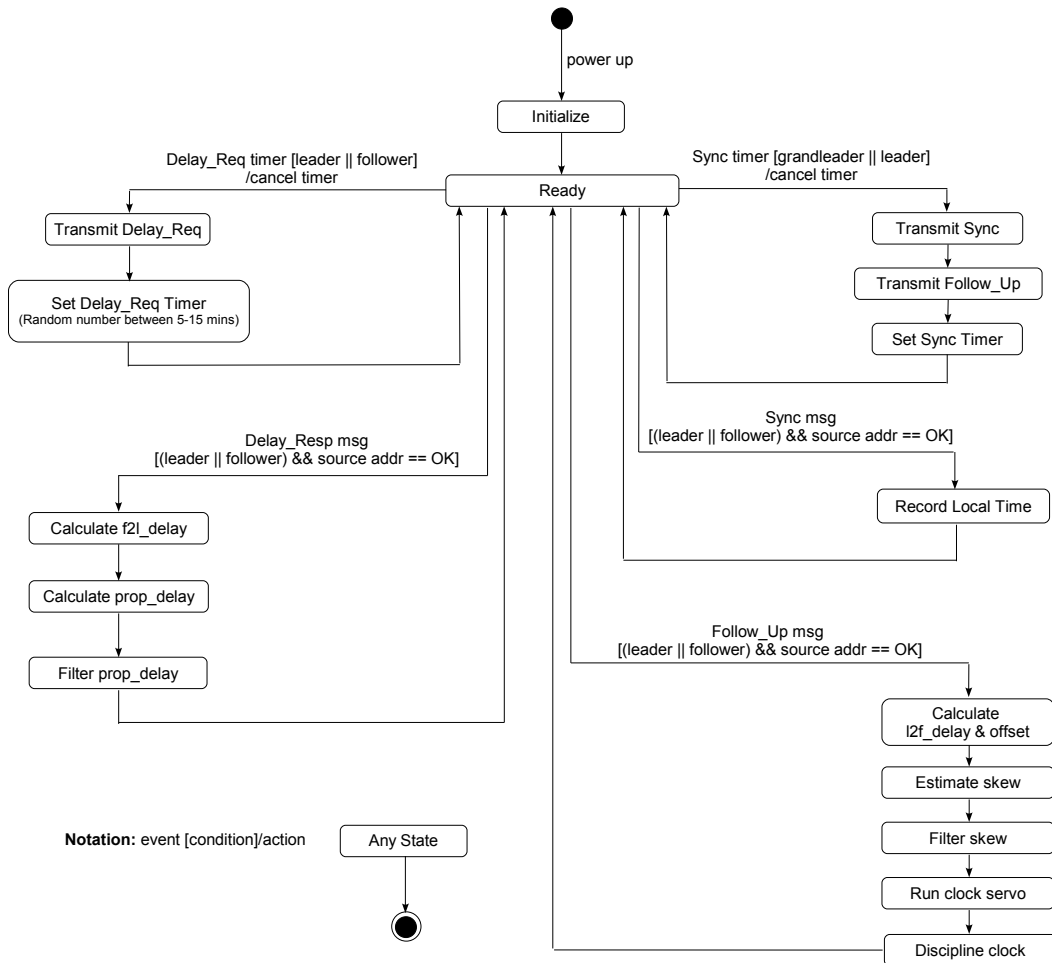 power up
Initialize
Delay_Req timer [leader || follower]
/cancel timer
Sync timer [grandleader || leader]
/cancel timer
Ready
Transmit Delay_Req
Transmit Sync
Set Delay_Req Timer
(Random number between 5-15 mins)
Transmit Follow_Up
Set Sync Timer
Sync msg
[(leader || follower) && source addr == OK]
Delay_Resp msg
[(leader || follower) && source addr == OK]
Record Local Time
Calculate f2l_delay
Calculate prop_delay
Filter prop_delay
Follow_Up msg
[(leader || follower) && source addr == OK]
Calculate
l2f_delay & offset
Estimate skew
Filter skew
Run clock servo
Discipline clock
Notation: event [condition]/action
Any State